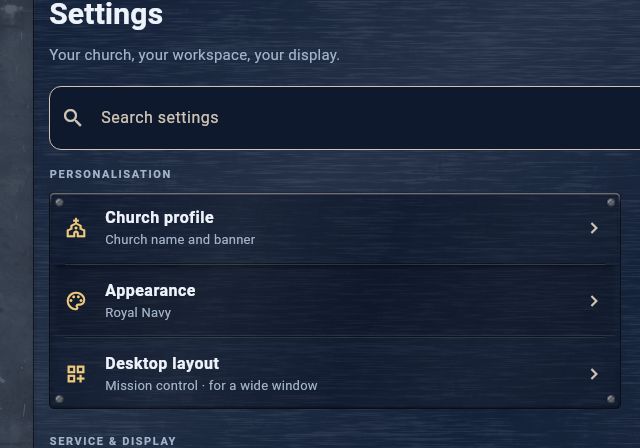 Settings
Your church, your workspace, your display.
Search settings
PERSONALISATION
Church profile
Church name and banner
Appearance
Royal Navy
Desktop layout
Mission control · for a wide window
SERVICE & DISPLAY